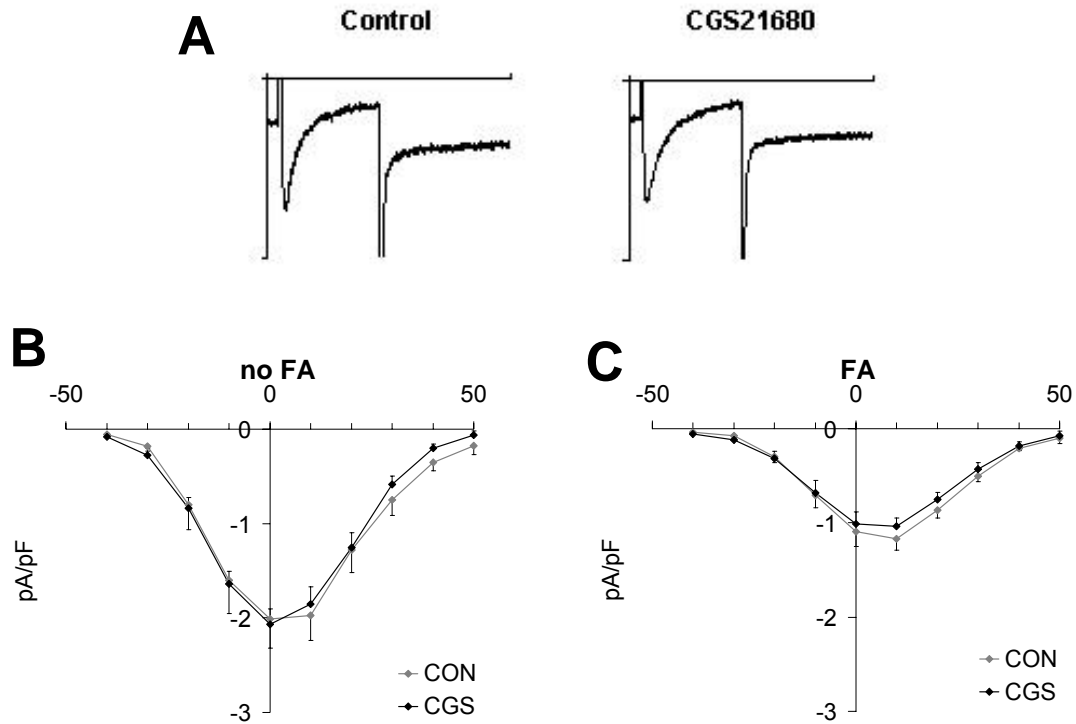 A
Control
CGS21680
B
no FA
-50 0 50
0
-1
-2
-3
pA/pF
CON
CGS
C
FA
-50 0 50
0
-1
-2
-3
pA/pF
CON
CGS